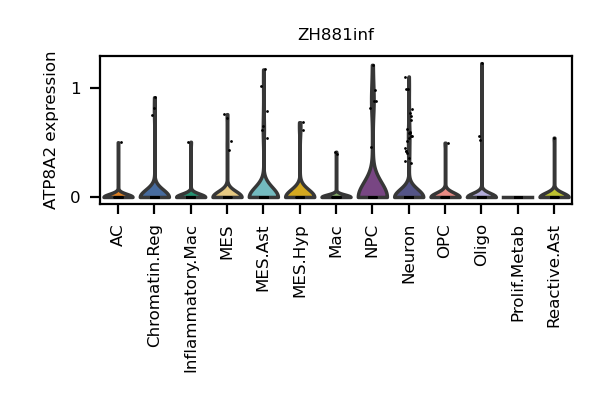 ZH881inf
ATP8A2 expression
1
0
AC
Chromatin.Reg
Inflammatory.Mac
MES
MES.Ast
MES.Hyp
Mac
NPC
Neuron
OPC
Oligo
Prolif.Metab
Reactive.Ast